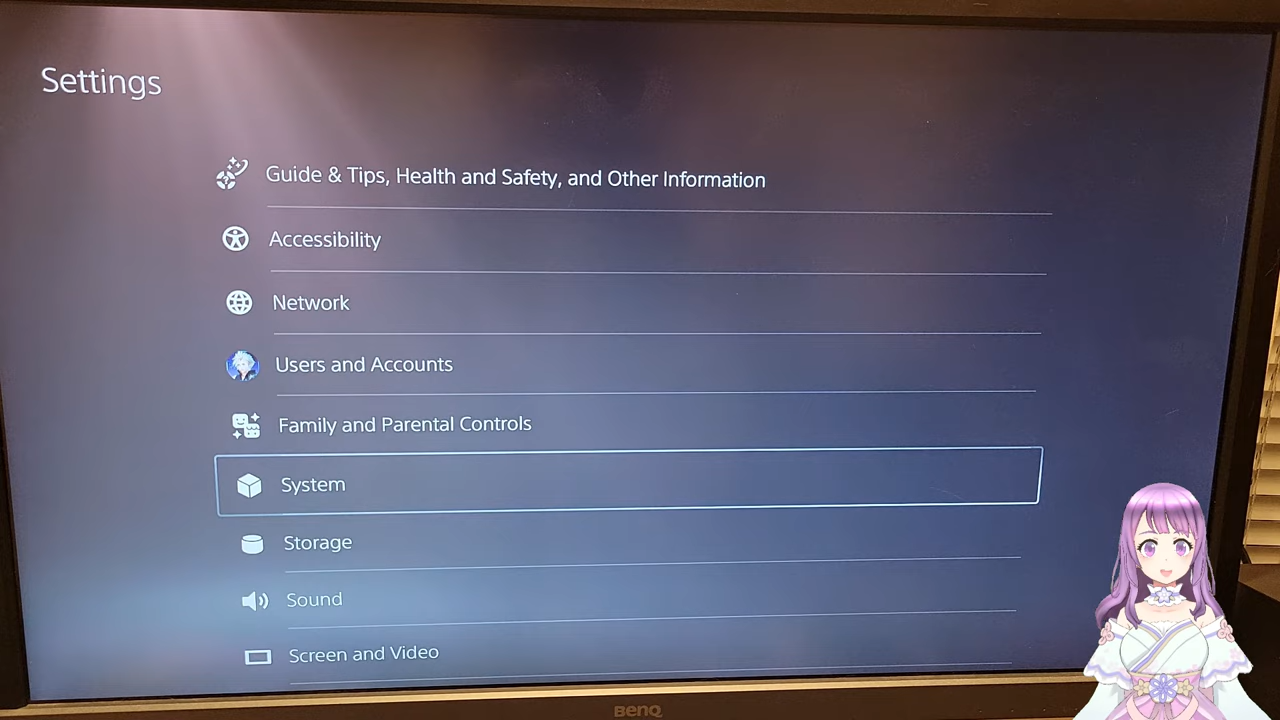 Settings
Guide & Tips, Health and Safety, and Other Information
Accessibility
Network
Users and Accounts
Family and Parental Controls
System
Storage
Sound
Screen and Video
BenQ